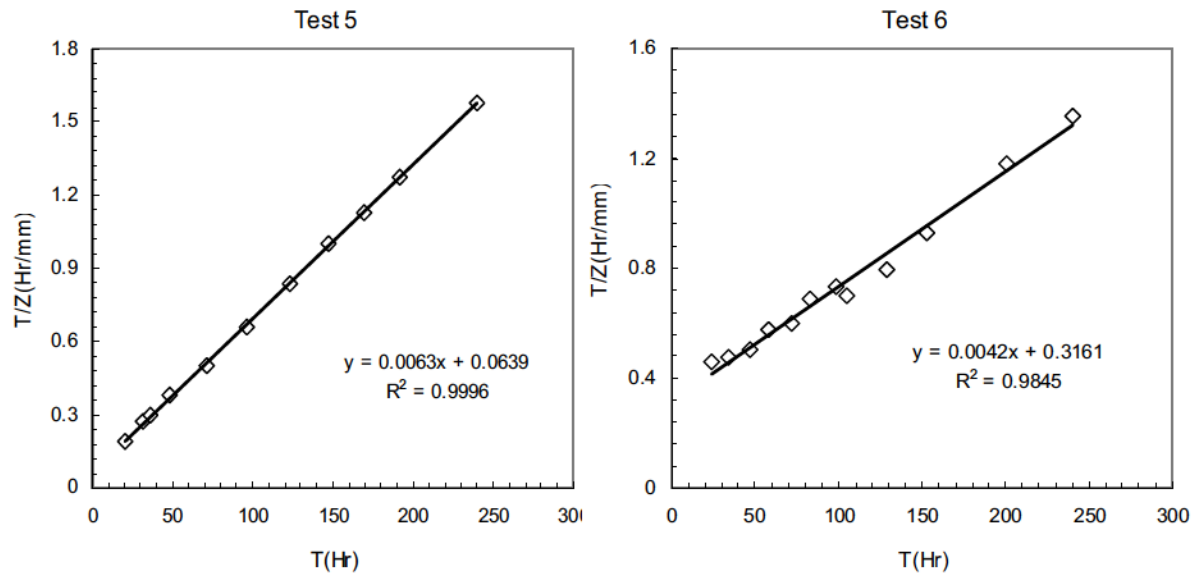 Test 5
1.8
1.5
1.2
0.9
0.6
0.3
0
T/Z(Hr/mm)
y = 0.0063x + 0.0639
R² = 0.9996
0 50 100 150 200 250 300
T(Hr)
Test 6
1.6
1.2
0.8
0.4
0
T/Z(Hr/mm)
y = 0.0042x + 0.3161
R² = 0.9845
0 50 100 150 200 250 300
T(Hr)